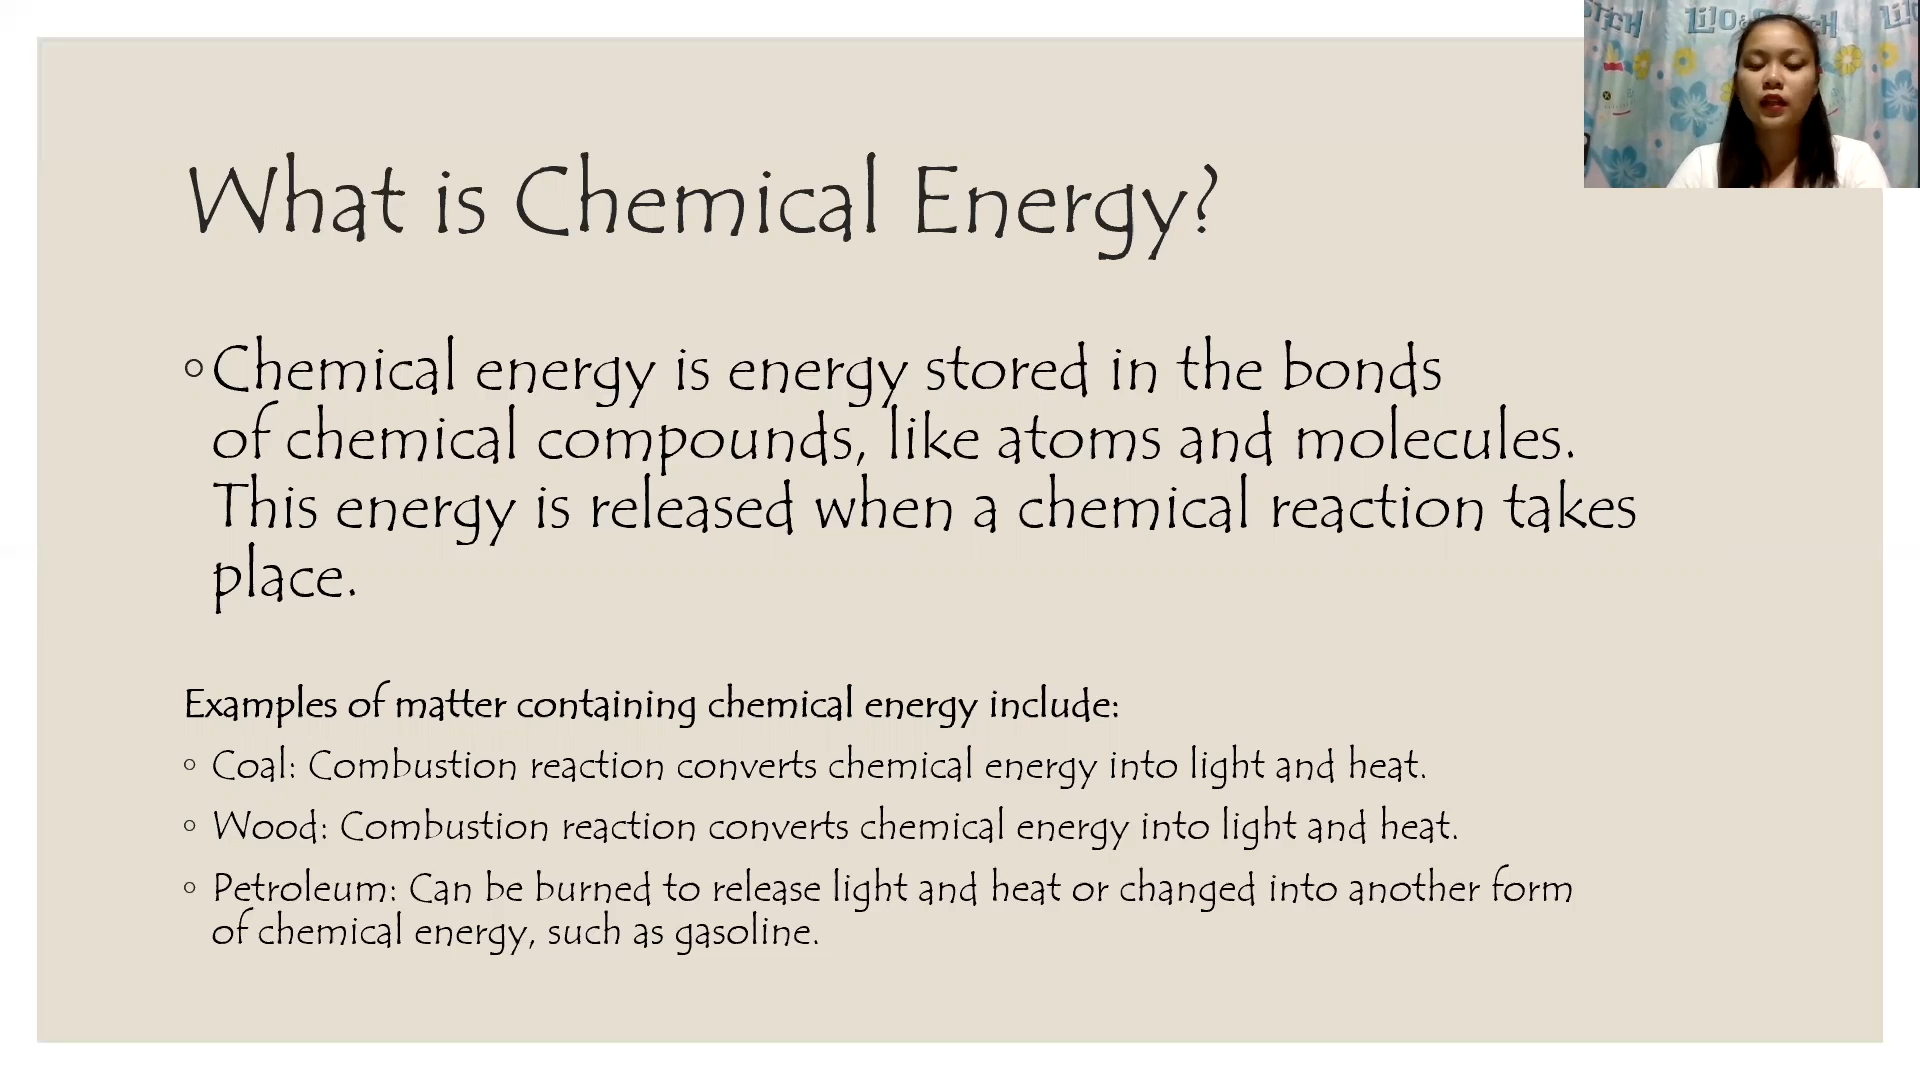 What is Chemical Energy?
◦Chemical energy is energy stored in the bonds
of chemical compounds, like atoms and molecules.
This energy is released when a chemical reaction takes
place.
Examples of matter containing chemical energy include:
◦ Coal: Combustion reaction converts chemical energy into light and heat.
◦ Wood: Combustion reaction converts chemical energy into light and heat.
◦ Petroleum: Can be burned to release light and heat or changed into another form
of chemical energy, such as gasoline.
STiTCH
LiLO &